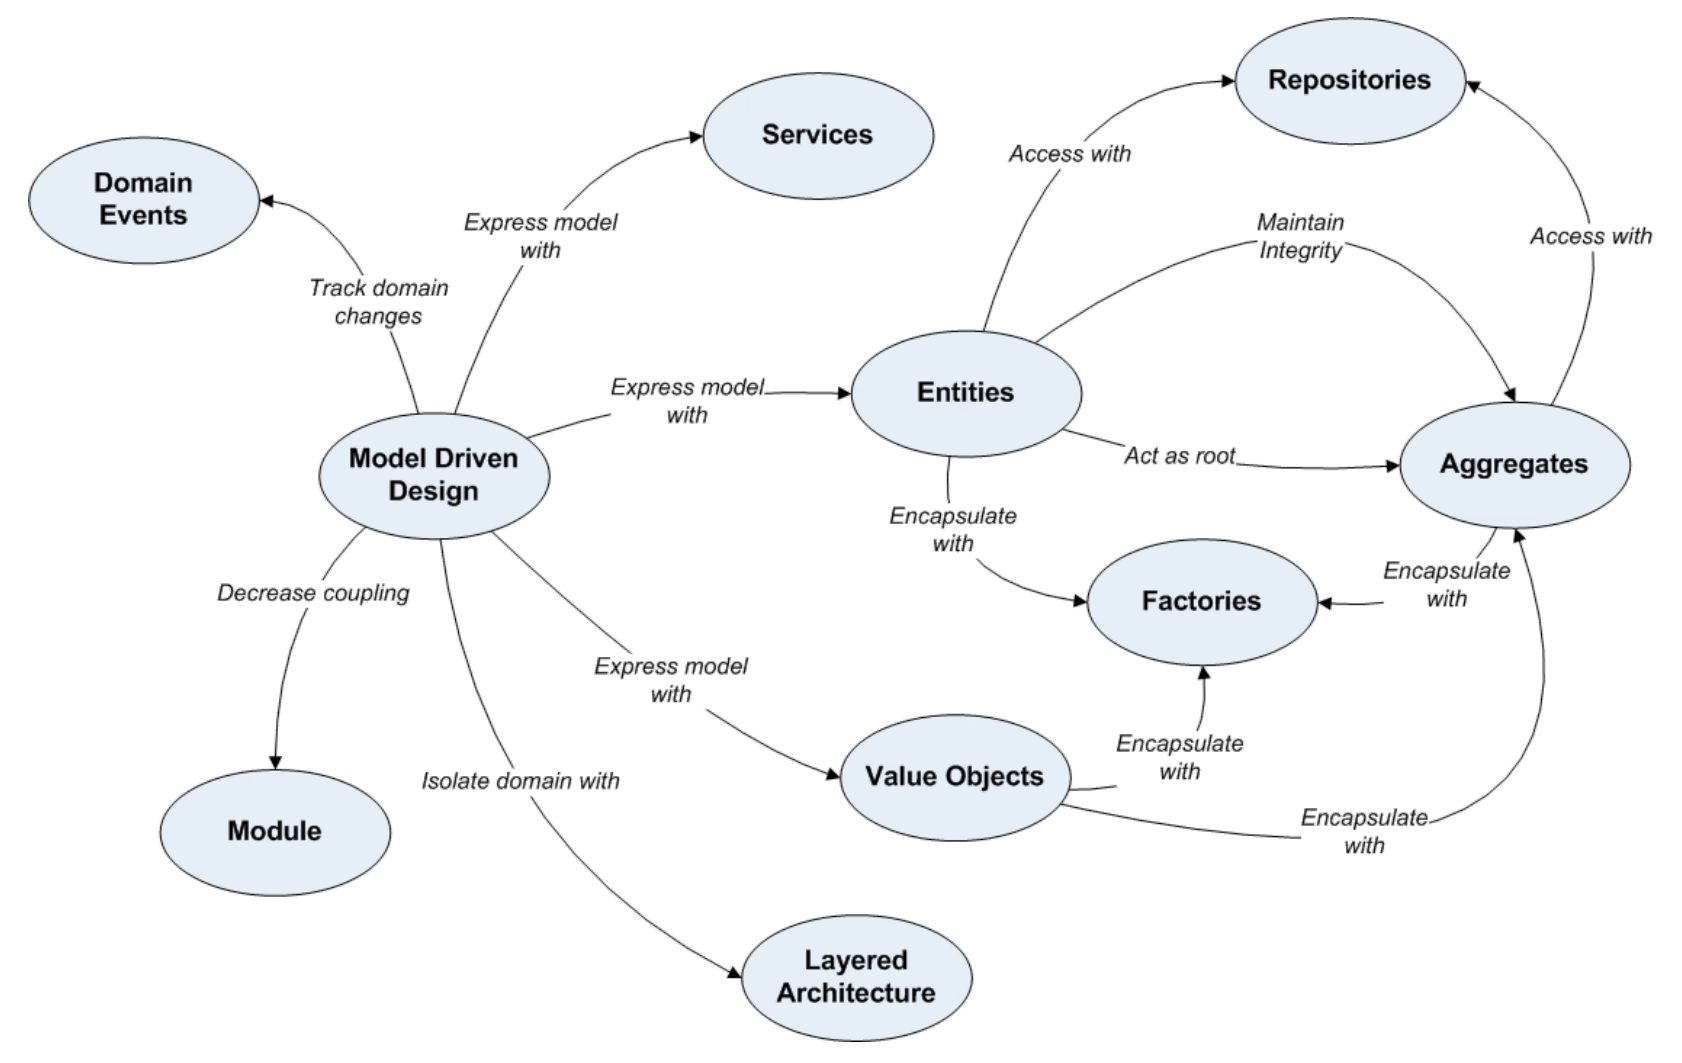 Repositories
Services
Access with
Domain
Events
Express model
with
Maintain
Integrity
Access with
Track domain
changes
Express model
with
Entities
Model Driven
Design
Act as root
Aggregates
Encapsulate
with
Decrease coupling
Factories
Encapsulate
with
Express model
with
Encapsulate
with
Isolate domain with
Value Objects
Module
Encapsulate
with
Layered
Architecture